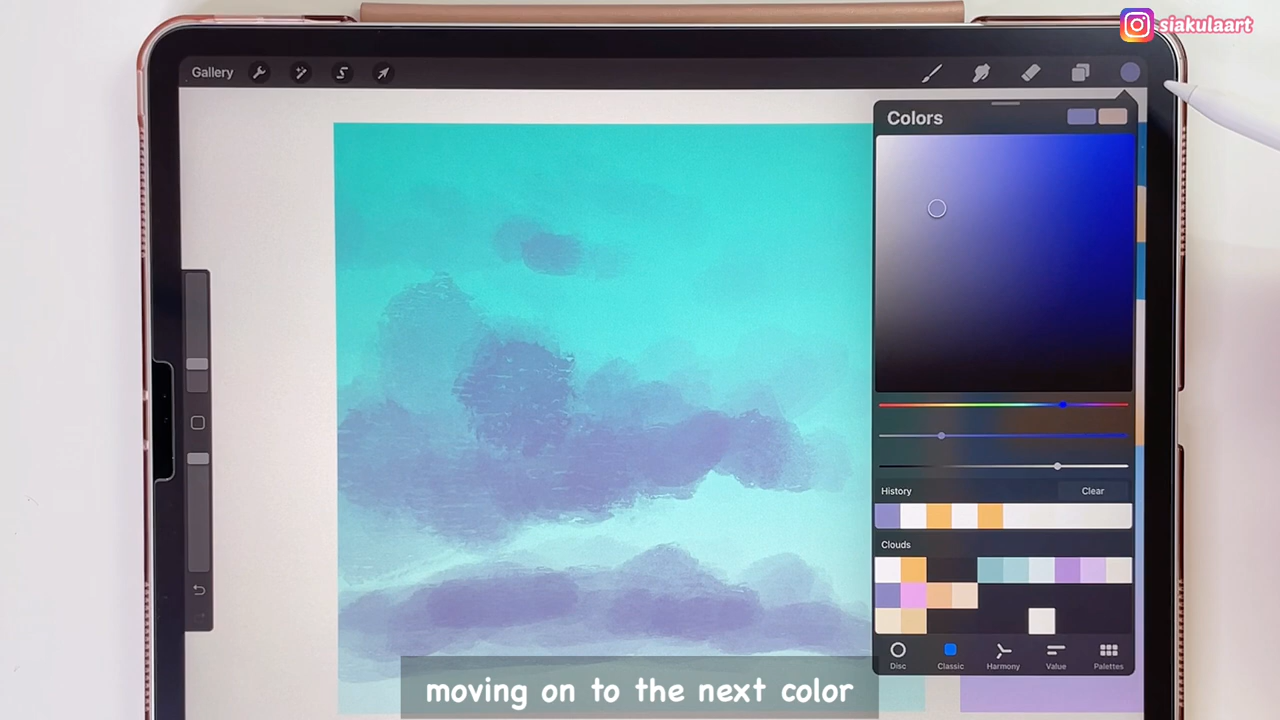 siakulaart
Gallery
Colors
History
Clear
Clouds
Disc
Classic
Harmony
Value
Palettes
moving on to the next color